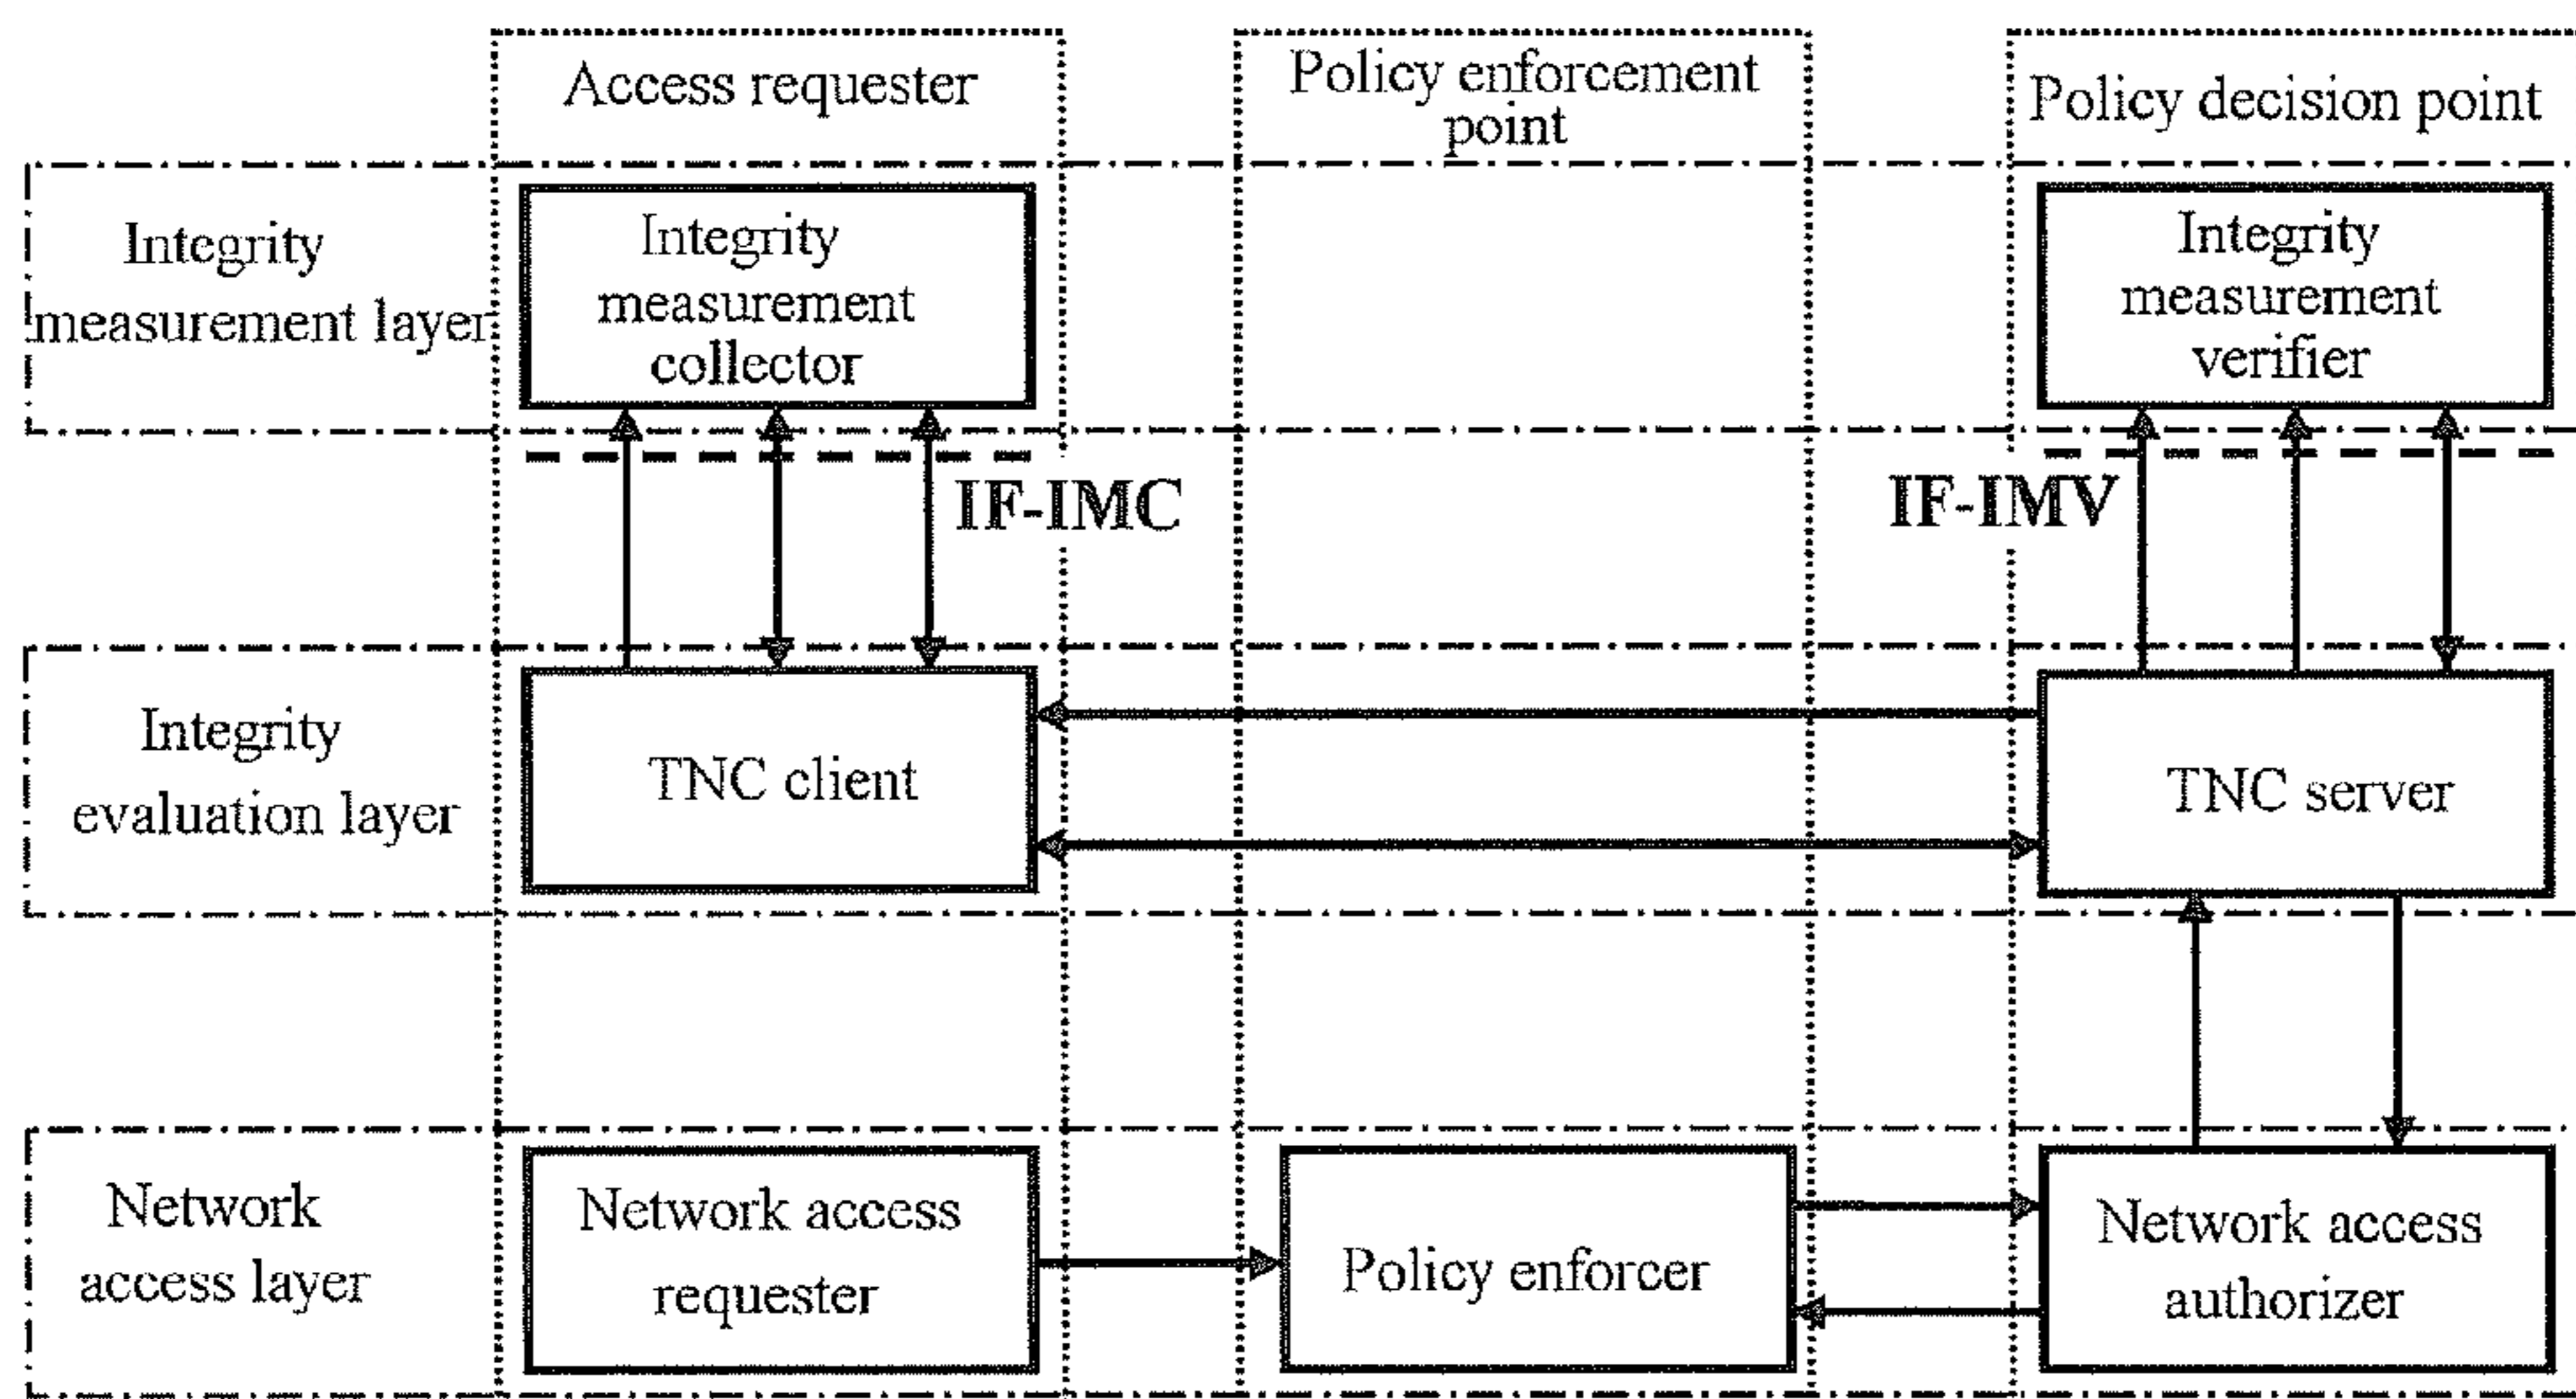 Access requester
Policy enforcement
point
Policy decision point
Integrity
measurement layer
Integrity
measurement
collector
Integrity
measurement
verifier
IF-IMC
IF-IMV
Integrity
evaluation layer
TNC client
TNC server
Network
access layer
Network access
requester
Policy enforcer
Network access
authorizer